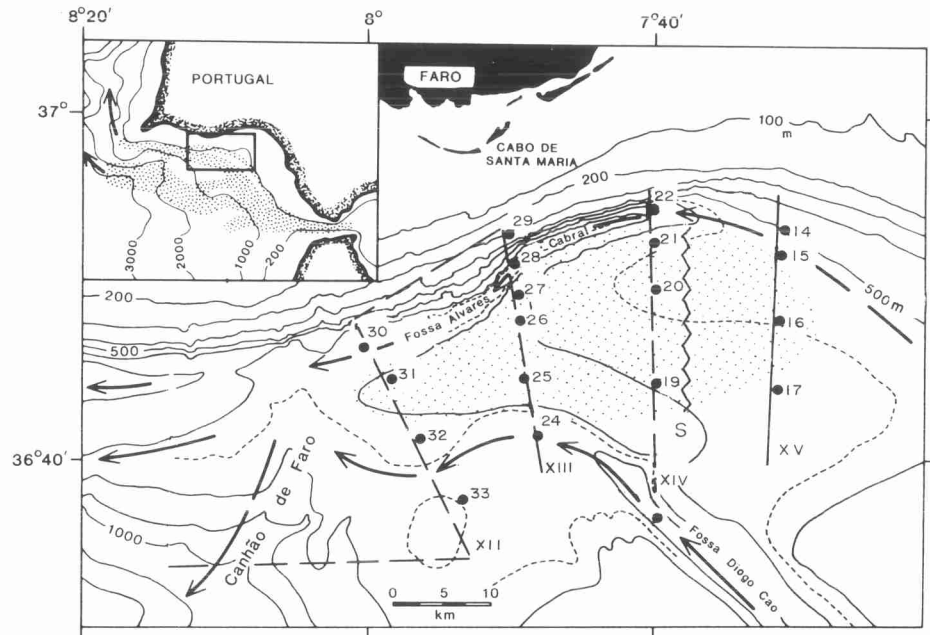 8°20'
8°
7°40'
37°
36°40'
PORTUGAL
3000
2000
1000
200
FARO
CABO DE
SANTA MARIA
100
m
200
500m
200
500
1000
Fossa Alvares
Cabral
Canhão de Faro
Fossa Diogo Cao
S
14
15
16
17
XV
22
21
20
19
XIV
29
28
27
26
25
24
XIII
30
31
32
33
XII
0
10
km